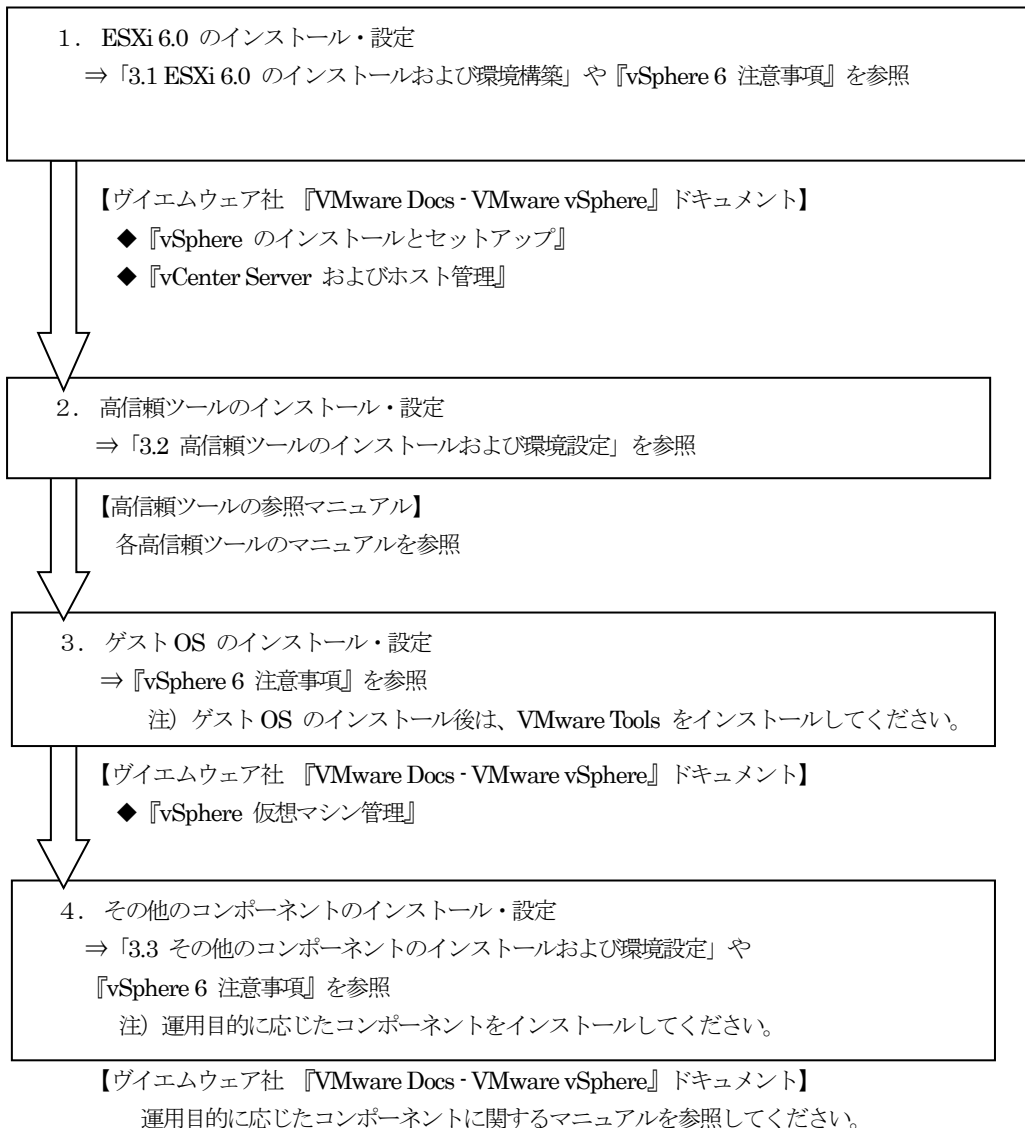 １． ESXi 6.0 のインストール・設定
⇒「3.1 ESXi 6.0 のインストールおよび環境構築」や『vSphere 6 注意事項』を参照
【ヴイエムウェア社 『VMware Docs - VMware vSphere』ドキュメント】
◆『vSphere のインストールとセットアップ』
◆『vCenter Server およびホスト管理』
２． 高信頼ツールのインストール・設定
⇒「3.2 高信頼ツールのインストールおよび環境設定」を参照
【高信頼ツールの参照マニュアル】
各高信頼ツールのマニュアルを参照
３． ゲスト OS のインストール・設定
⇒『vSphere 6 注意事項』を参照
注）ゲスト OS のインストール後は、VMware Tools をインストールしてください。
【ヴイエムウェア社 『VMware Docs - VMware vSphere』ドキュメント】
◆『vSphere 仮想マシン管理』
４． その他のコンポーネントのインストール・設定
⇒「3.3 その他のコンポーネントのインストールおよび環境設定」や
『vSphere 6 注意事項』を参照
注）運用目的に応じたコンポーネントをインストールしてください。
【ヴイエムウェア社 『VMware Docs - VMware vSphere』ドキュメント】
運用目的に応じたコンポーネントに関するマニュアルを参照してください。